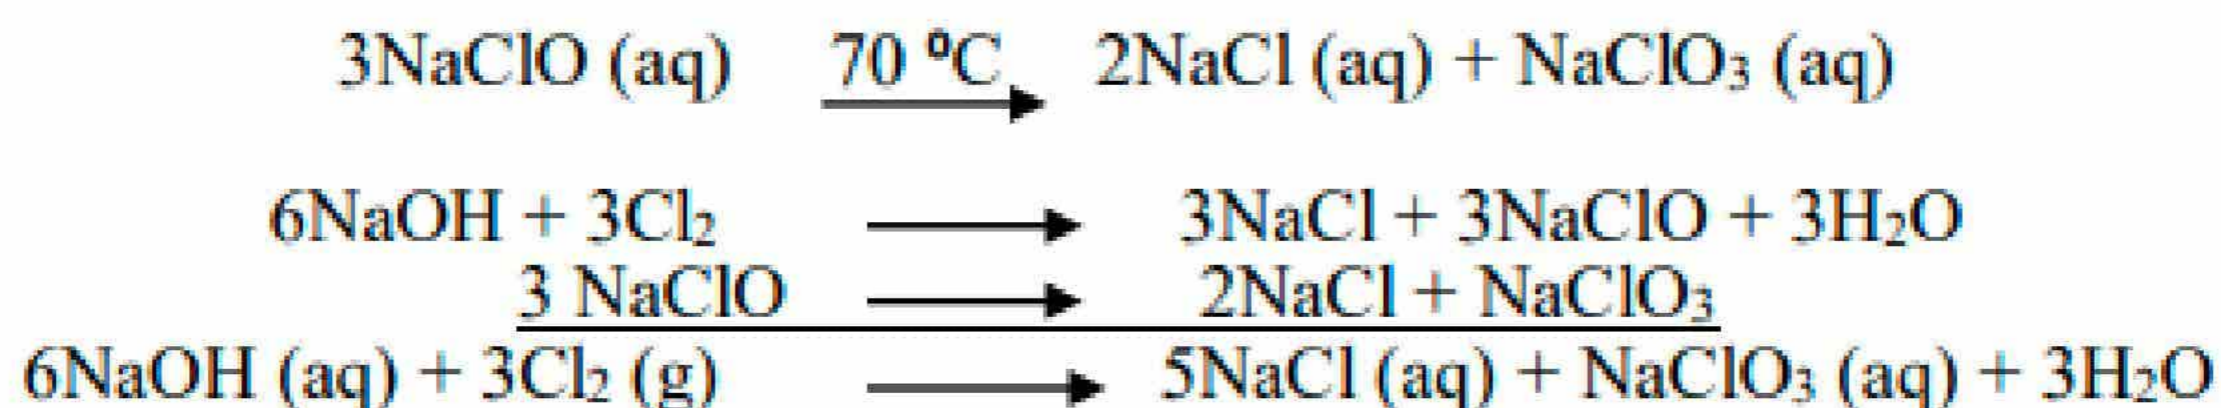 3NaClO (aq) 70 ⁰C 2NaCl (aq) + NaClO₃ (aq)
6NaOH + 3Cl₂ 3NaCl + 3NaClO + 3H₂O
3 NaClO 2NaCl + NaClO₃
6NaOH (aq) + 3Cl₂ (g) 5NaCl (aq) + NaClO₃ (aq) + 3H₂O